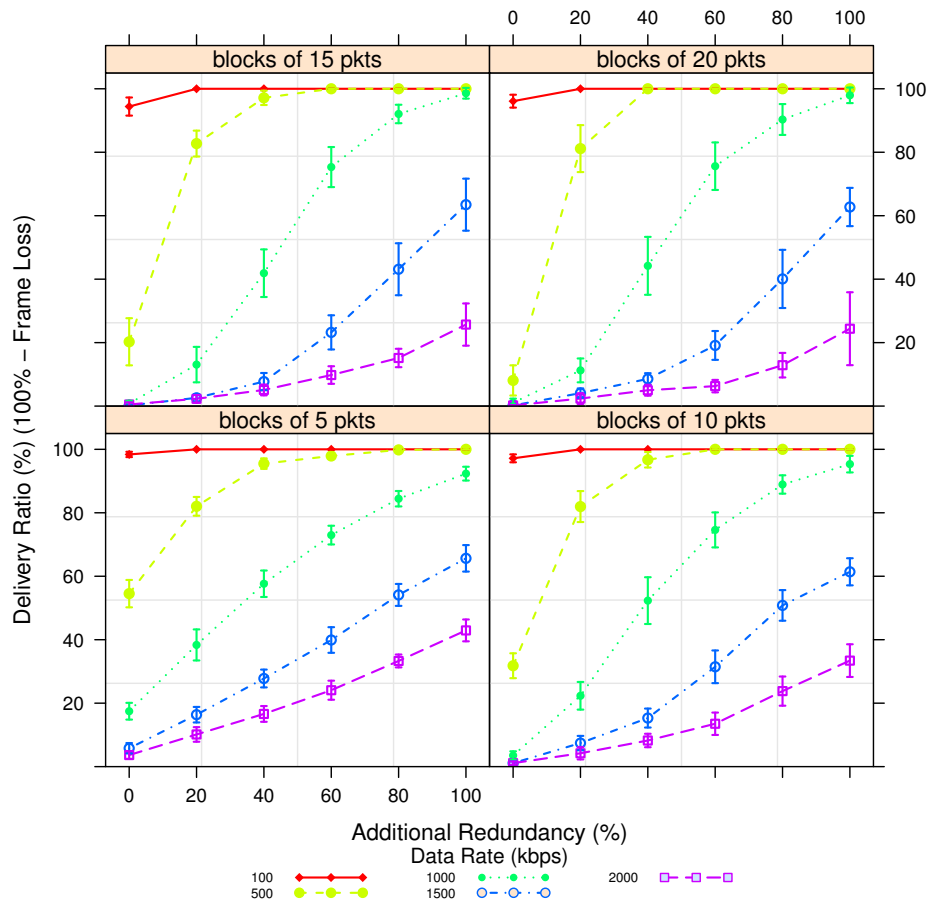 0 20 40 60 80 100
blocks of 15 pkts blocks of 20 pkts
100
80
60
40
20
blocks of 5 pkts blocks of 10 pkts
100
80
60
40
20
Delivery Ratio (%) (100% − Frame Loss)
0 20 40 60 80 100 0 20 40 60 80 100
Additional Redundancy (%)
Data Rate (kbps)
100 1000 2000
500 1500